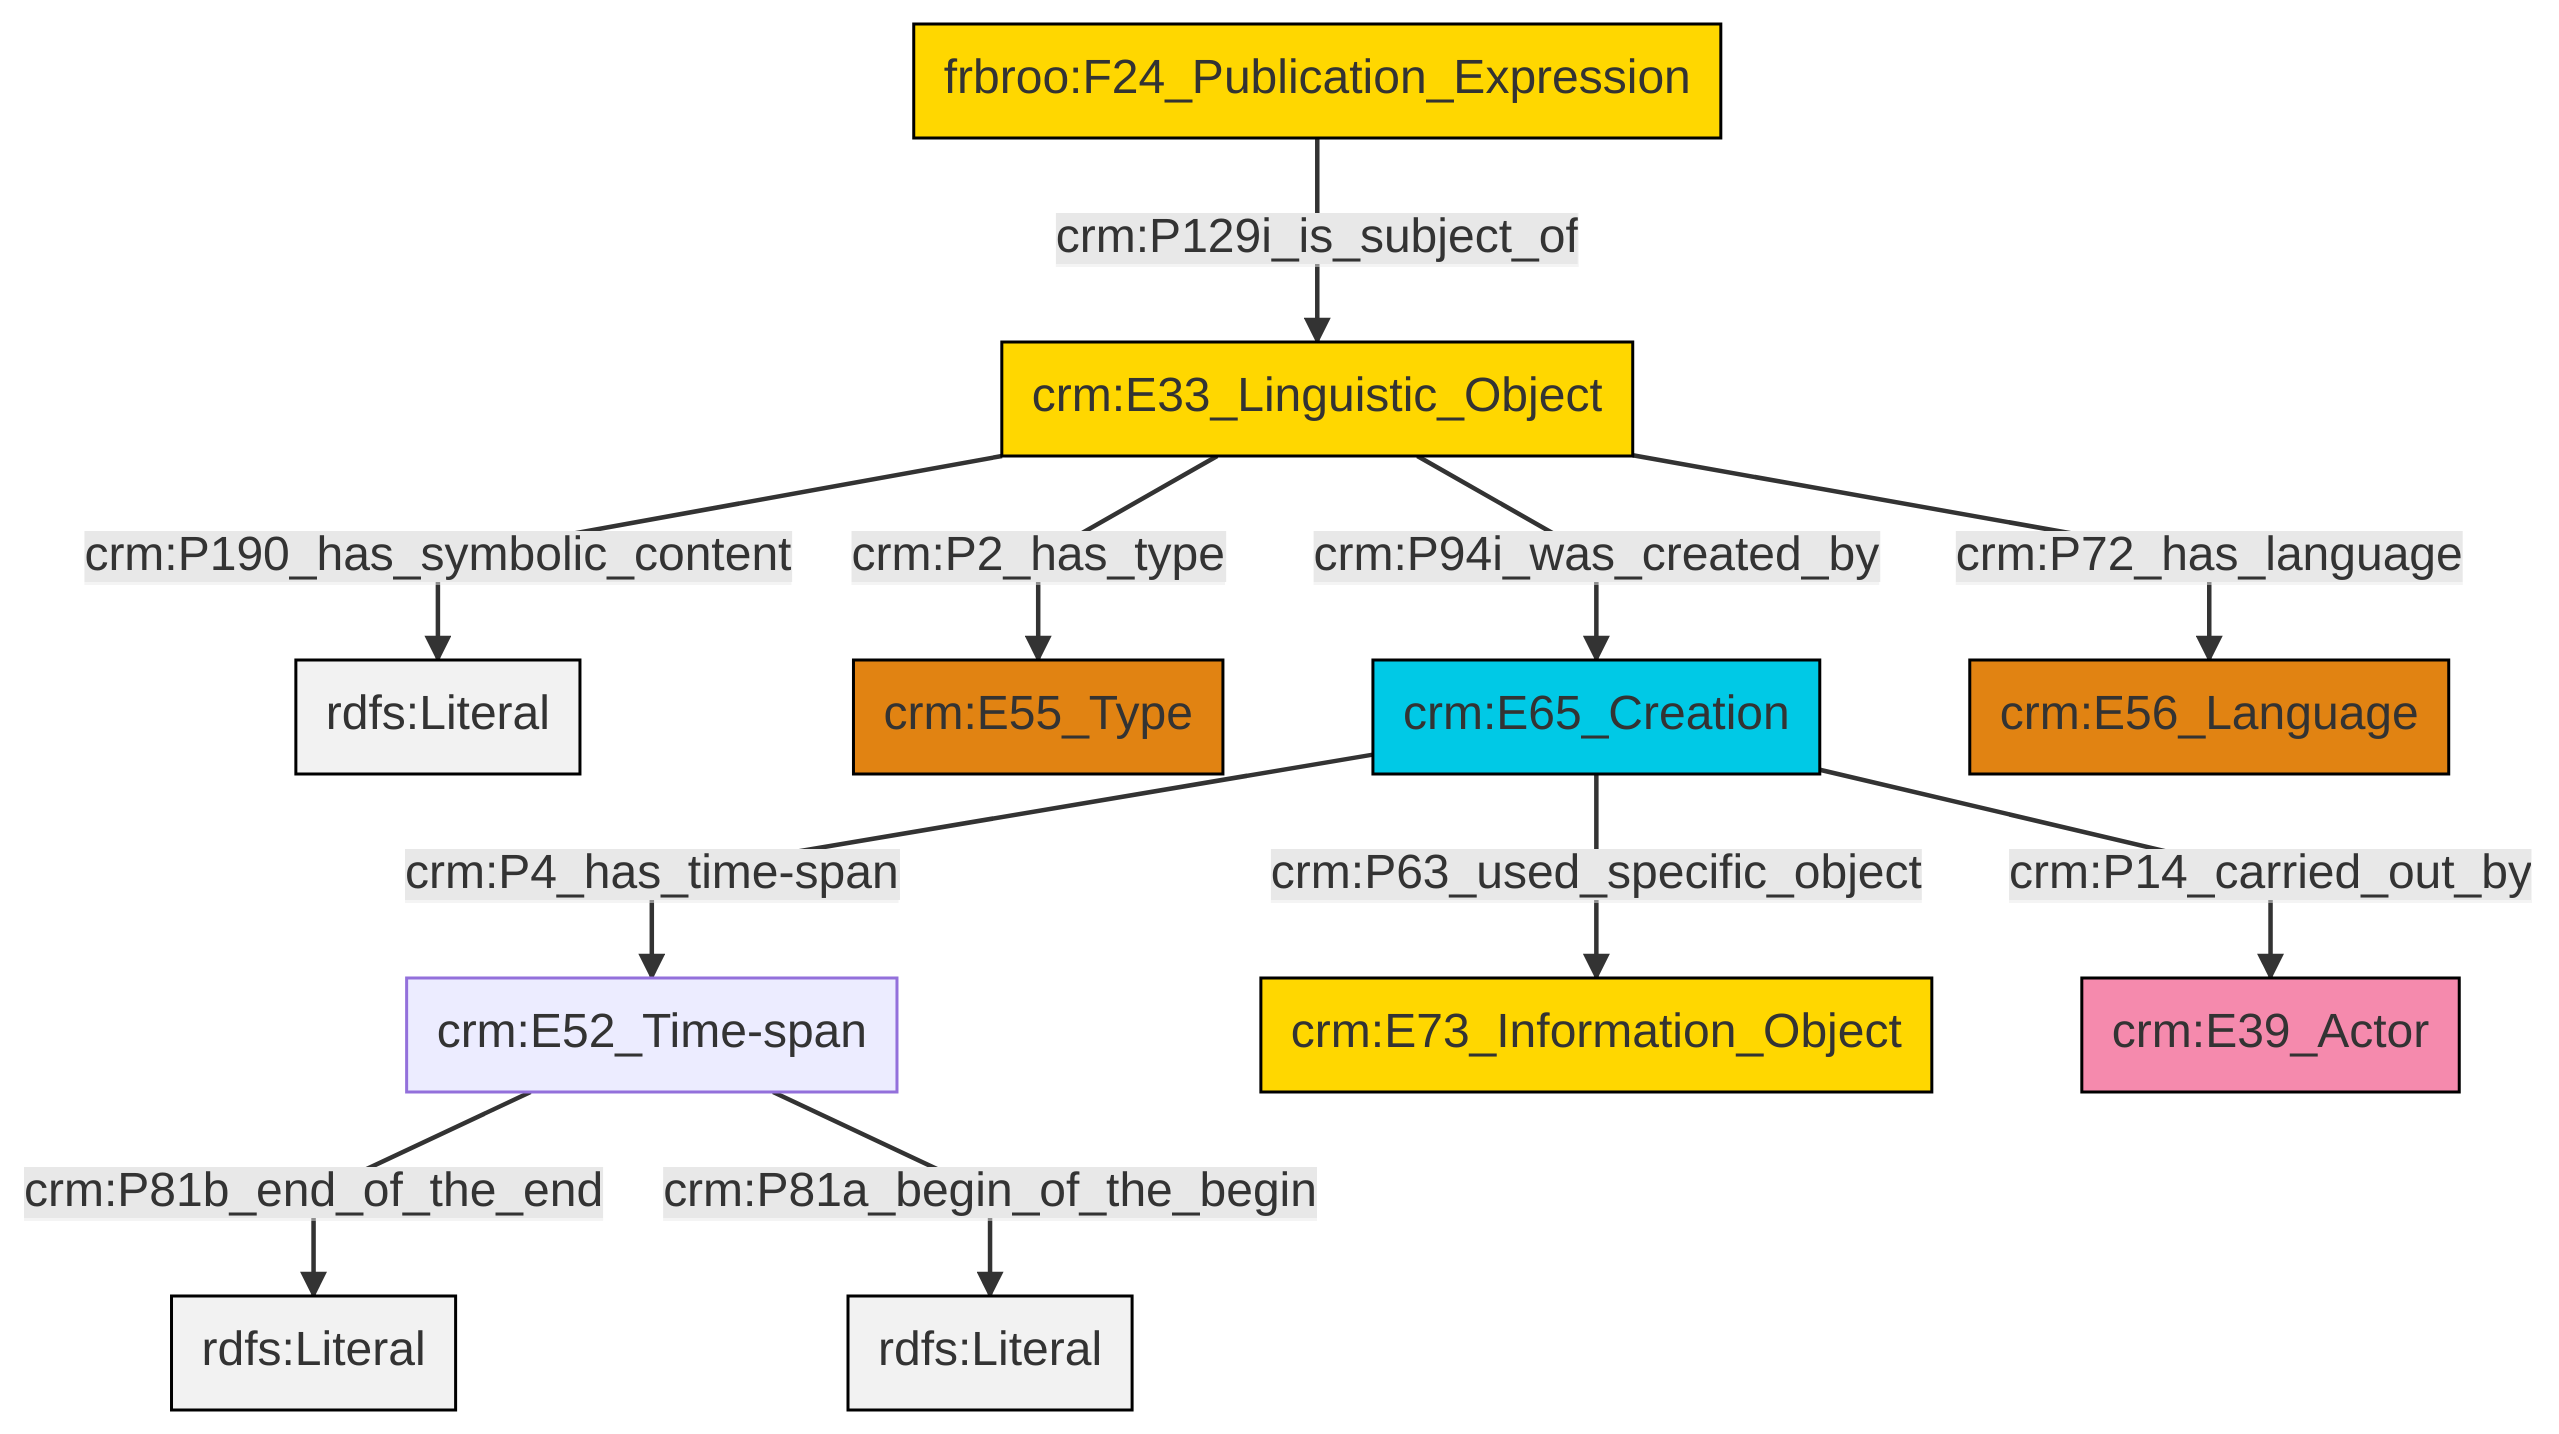 frbroo:F24_Publication_Expression
crm:P129i_is_subject_of
crm:E33_Linguistic_Object
crm:P190_has_symbolic_content
crm:P2_has_type
crm:P94i_was_created_by
crm:P72_has_language
rdfs:Literal
crm:E55_Type
crm:E65_Creation
crm:E56_Language
crm:P4_has_time-span
crm:P63_used_specific_object
crm:P14_carried_out_by
crm:E52_Time-span
crm:E73_Information_Object
crm:E39_Actor
crm:P81b_end_of_the_end
crm:P81a_begin_of_the_begin
rdfs:Literal
rdfs:Literal